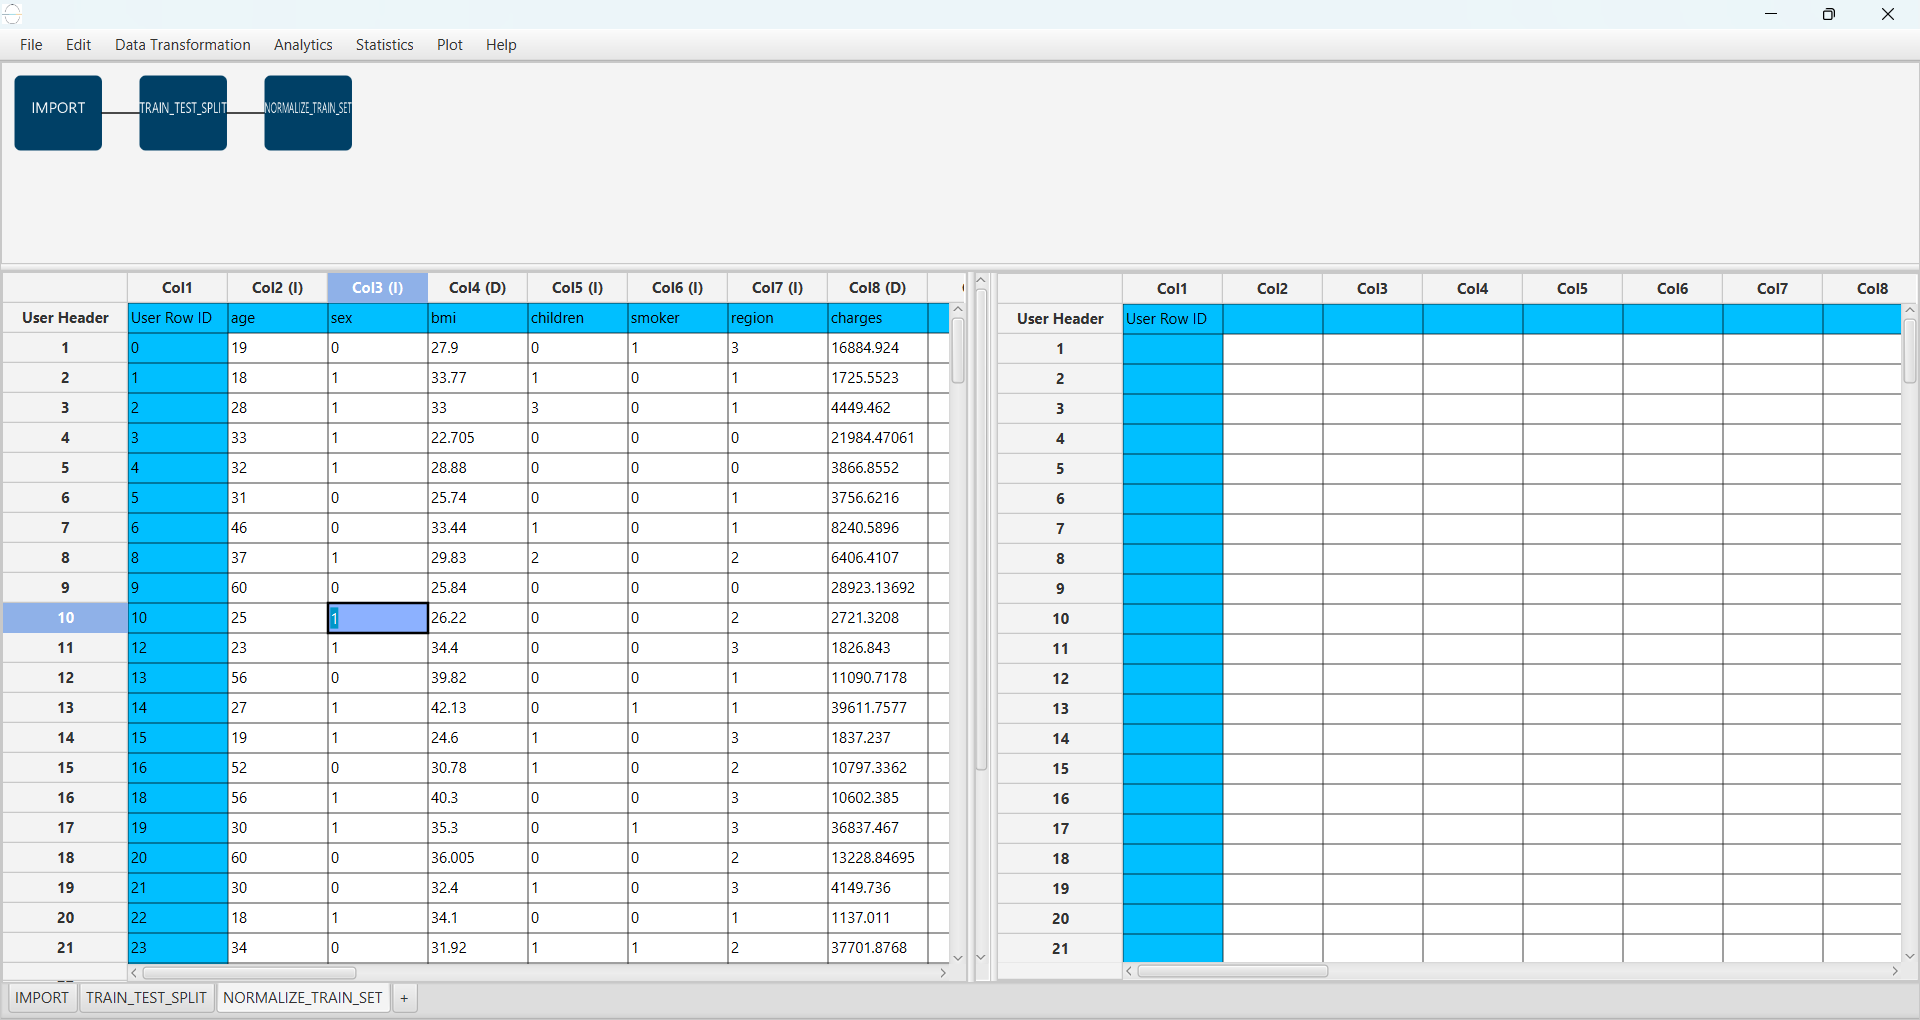 File Edit Data Transformation Analytics Statistics Plot Help
IMPORT TRAIN_TEST_SPLIT NORMALIZE_TRAIN_SET
Col1 Col2 (I) Col3 (I) Col4 (D) Col5 (I) Col6 (I) Col7 (I) Col8 (D)
User Header User Row ID age sex bmi children smoker region charges
1 0 19 0 27.9 0 1 3 16884.924
2 1 18 1 33.77 1 0 1 1725.5523
3 2 28 1 33 3 0 1 4449.462
4 3 33 1 22.705 0 0 0 21984.47061
5 4 32 1 28.88 0 0 0 3866.8552
6 5 31 0 25.74 0 0 1 3756.6216
7 6 46 0 33.44 1 0 1 8240.5896
8 8 37 1 29.83 2 0 2 6406.4107
9 9 60 0 25.84 0 0 0 28923.13692
10 10 25 1 26.22 0 0 2 2721.3208
11 12 23 1 34.4 0 0 3 1826.843
12 13 56 0 39.82 0 0 1 11090.7178
13 14 27 1 42.13 0 1 1 39611.7577
14 15 19 1 24.6 1 0 3 1837.237
15 16 52 0 30.78 1 0 2 10797.3362
16 18 56 1 40.3 0 0 3 10602.385
17 19 30 1 35.3 0 1 3 36837.467
18 20 60 0 36.005 0 0 2 13228.84695
19 21 30 0 32.4 1 0 3 4149.736
20 22 18 1 34.1 0 0 1 1137.011
21 23 34 0 31.92 1 1 2 37701.8768
Col1 Col2 Col3 Col4 Col5 Col6 Col7 Col8
User Header User Row ID
1
2
3
4
5
6
7
8
9
10
11
12
13
14
15
16
17
18
19
20
21
IMPORT TRAIN_TEST_SPLIT NORMALIZE_TRAIN_SET +